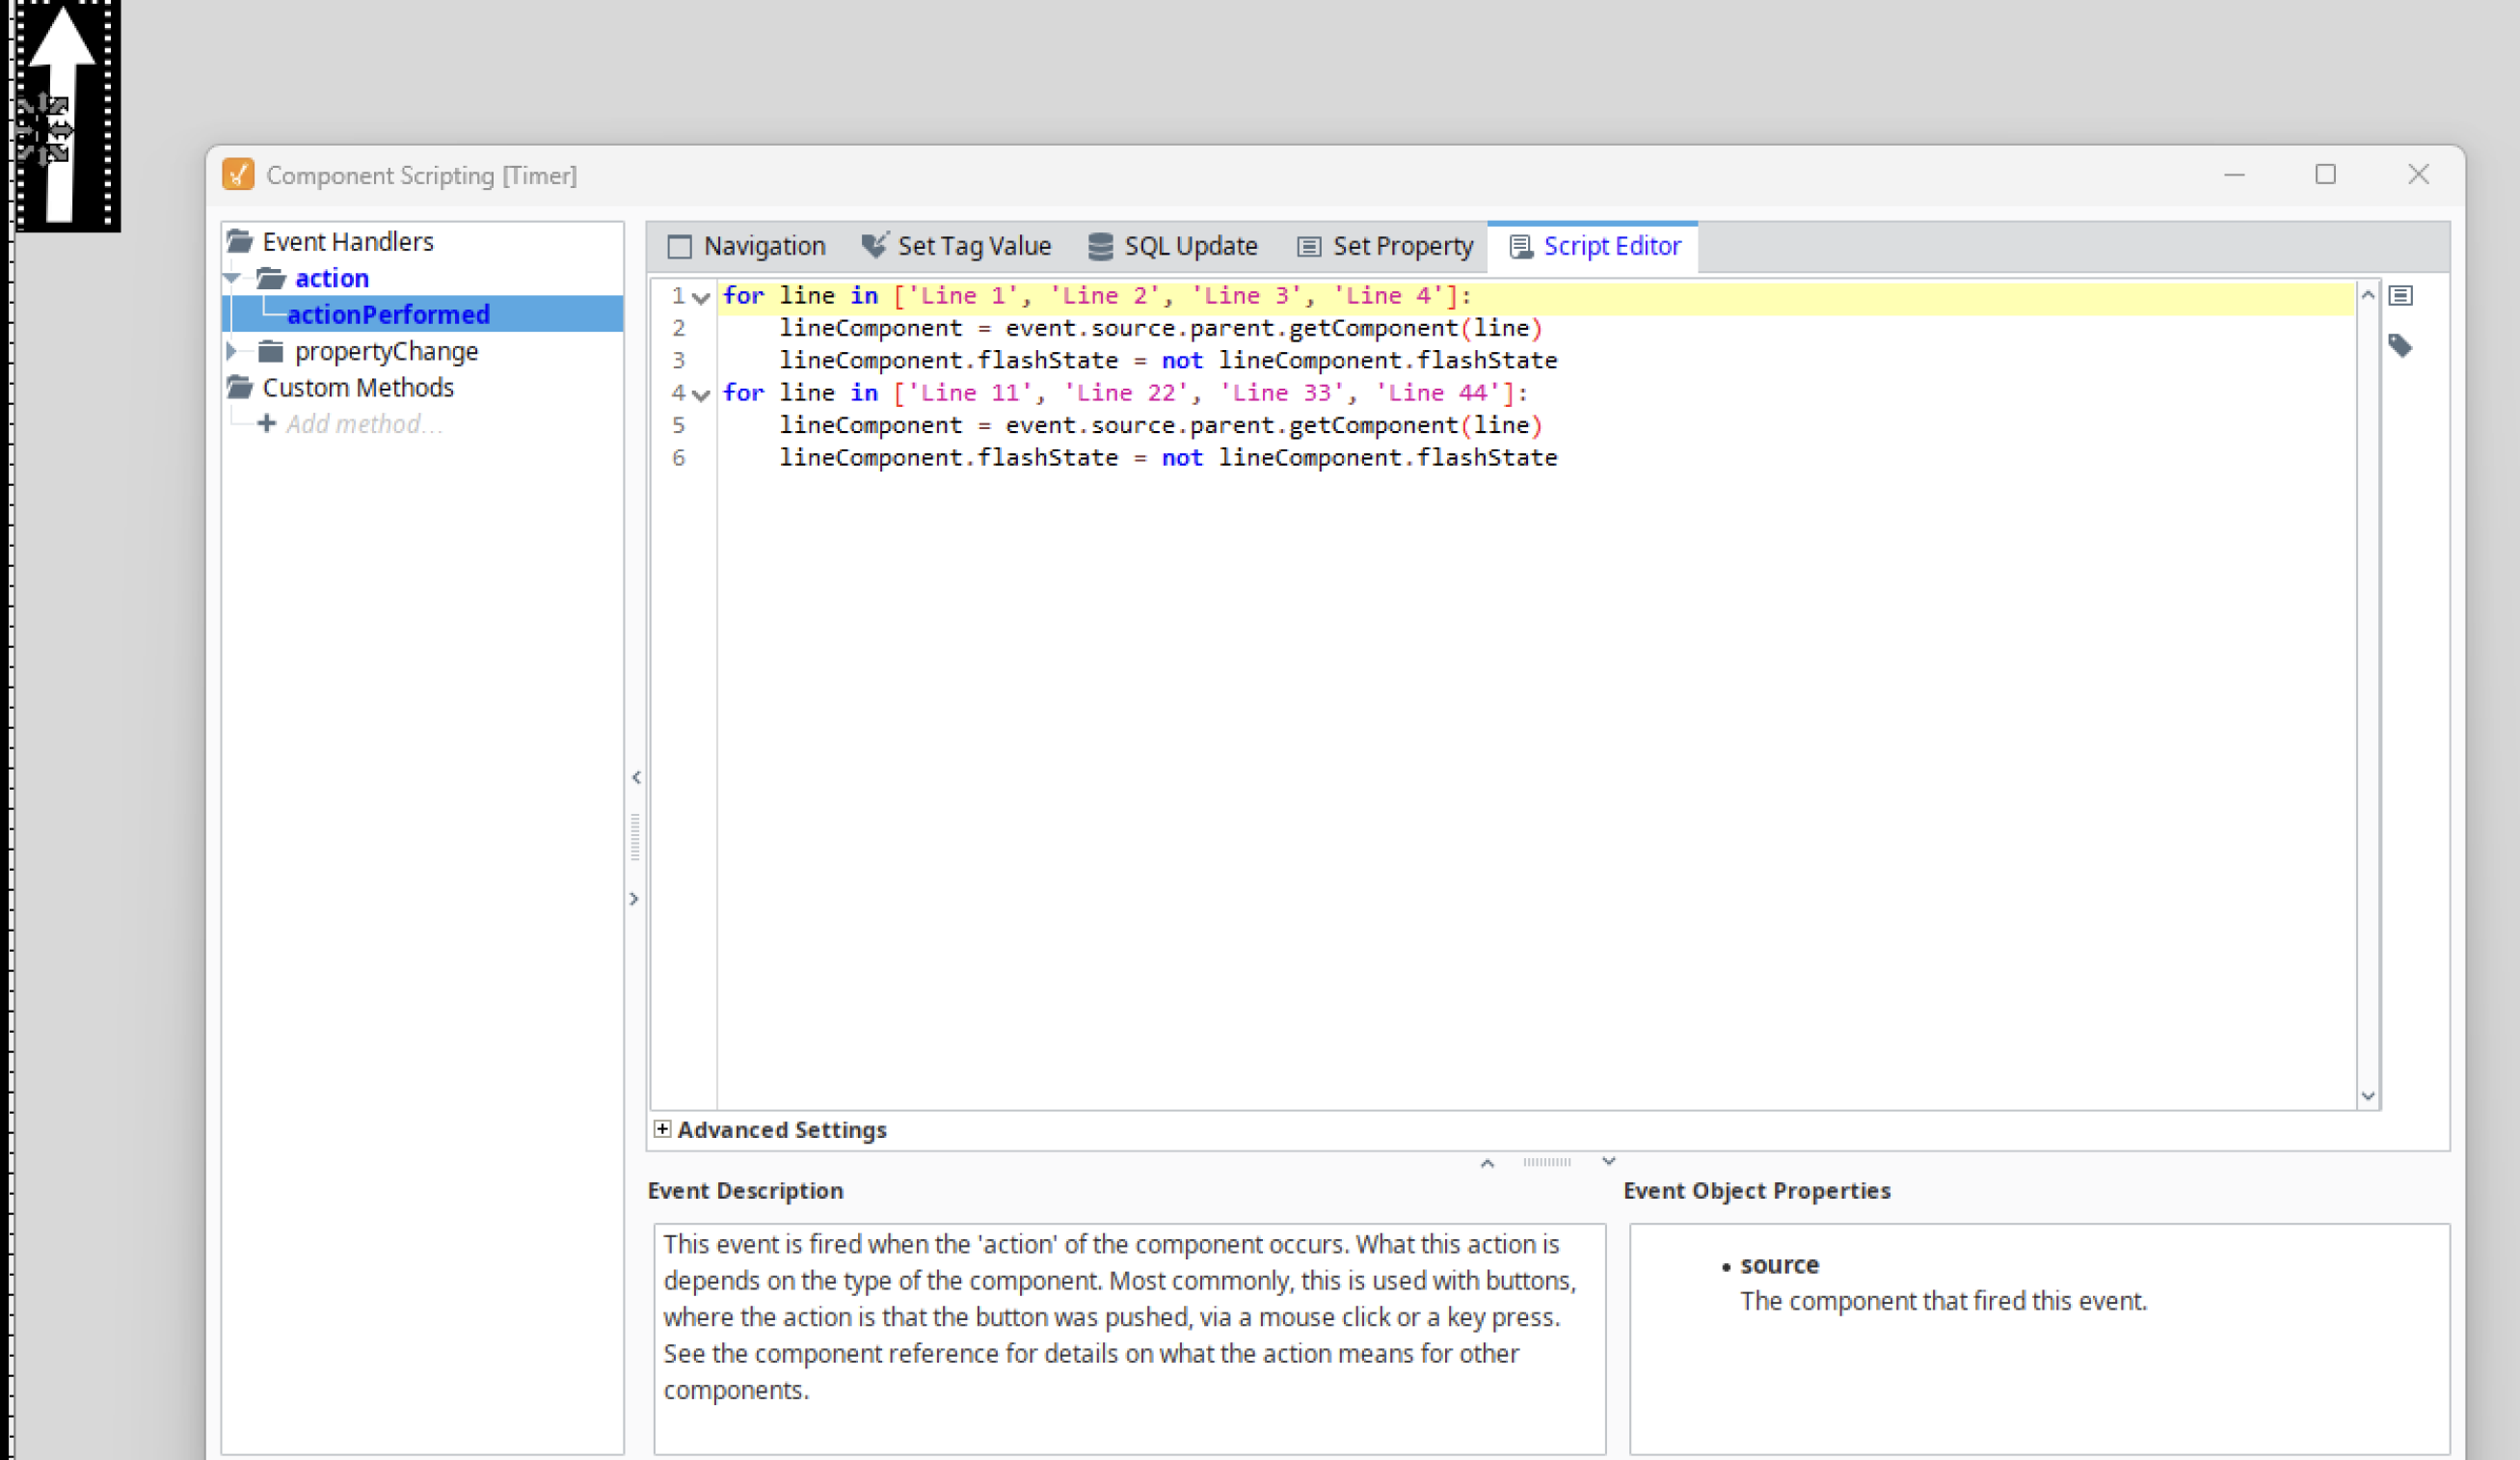 Component Scripting [Timer]
Event Handlers
action
actionPerformed
propertyChange
Custom Methods
Add method...
Navigation
Set Tag Value
SQL Update
Set Property
Script Editor
1 for line in ['Line 1', 'Line 2', 'Line 3', 'Line 4']:
2 lineComponent = event.source.parent.getComponent(line)
3 lineComponent.flashState = not lineComponent.flashState
4 for line in ['Line 11', 'Line 22', 'Line 33', 'Line 44']:
5 lineComponent = event.source.parent.getComponent(line)
6 lineComponent.flashState = not lineComponent.flashState
Advanced Settings
Event Description
This event is fired when the 'action' of the component occurs. What this action is
depends on the type of the component. Most commonly, this is used with buttons,
where the action is that the button was pushed, via a mouse click or a key press.
See the component reference for details on what the action means for other
components.
Event Object Properties
• source
The component that fired this event.